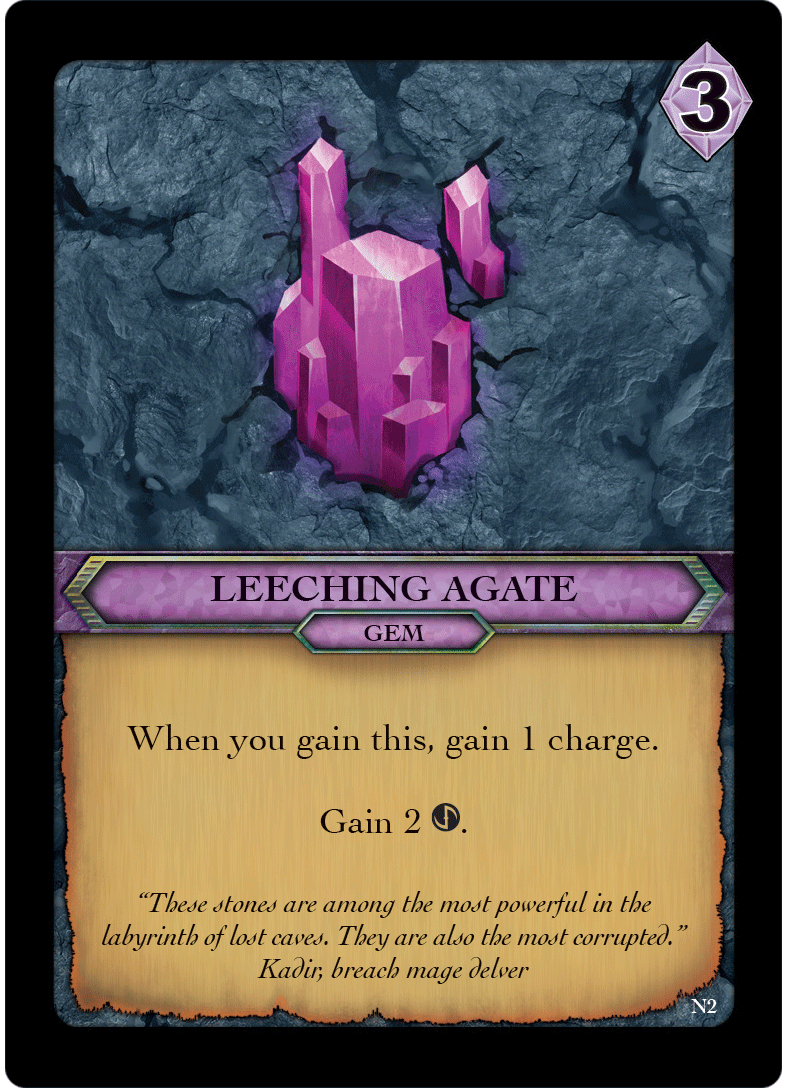 3
LEECHING AGATE
GEM
When you gain this, gain 1 charge.
Gain 2 .
“These stones are among the most powerful in the
labyrinth of lost caves. They are also the most corrupted.”
Kadir, breach mage delver
N2